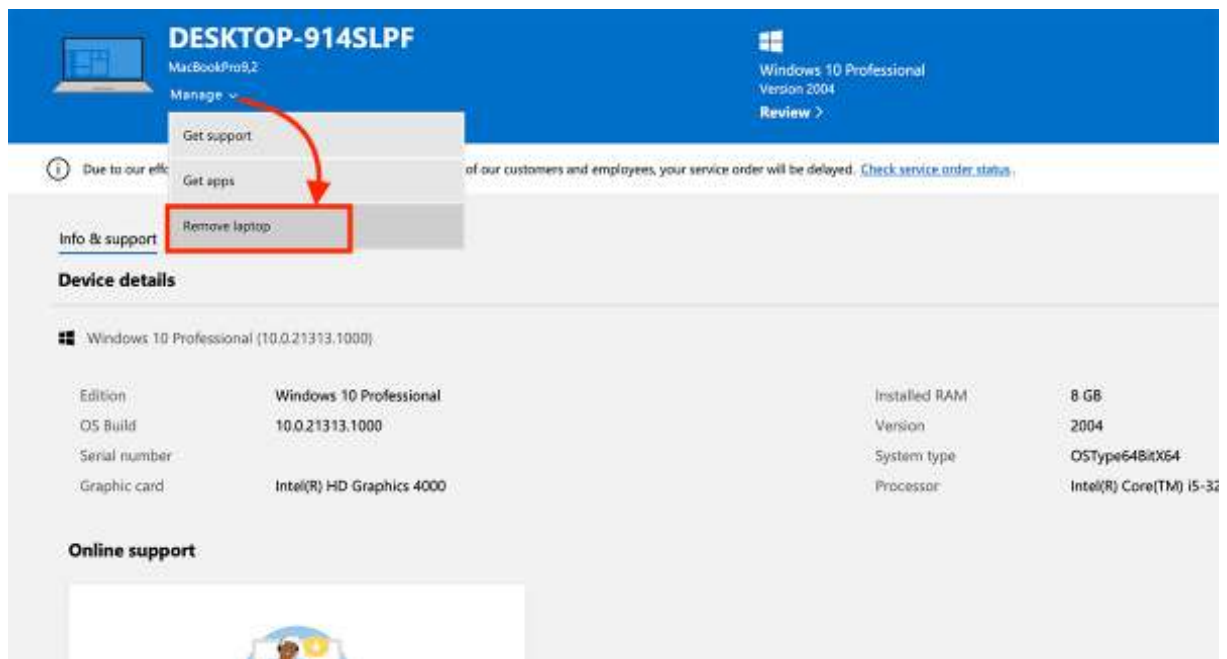 DESKTOP-914SLPF
MacBookPro9,2
Manage
Get support
Get apps
Remove laptop
Windows 10 Professional
Version 2004
Review >
Due to our effo of our customers and employees, your service order will be delayed. Check service order status.
Info & support
Device details
Windows 10 Professional (10.0.21313.1000)
Edition Windows 10 Professional Installed RAM 8 GB
OS Build 10.0.21313.1000 Version 2004
Serial number System type OSType64BitX64
Graphic card Intel(R) HD Graphics 4000 Processor Intel(R) Core(TM) i5-32
Online support